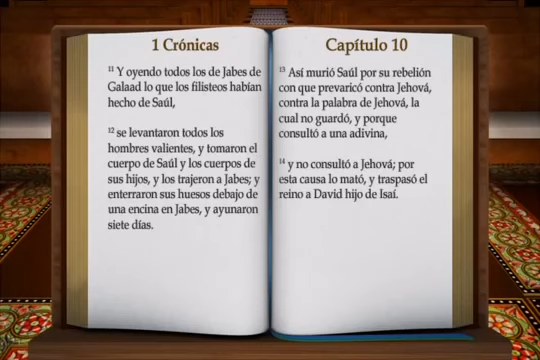 1 Crónicas
11 Y oyendo todos los de Jabes de
Galaad lo que los filisteos habían
hecho de Saúl,
12 se levantaron todos los
hombres valientes, y tomaron el
cuerpo de Saúl y los cuerpos de
sus hijos, y los trajeron a Jabes; y
enterraron sus huesos debajo de
una encina en Jabes, y ayunaron
siete días.
Capítulo 10
13 Así murió Saúl por su rebelión
con que prevaricó contra Jehová,
contra la palabra de Jehová, la
cual no guardó, y porque
consultó a una adivina,
14 y no consultó a Jehová; por
esta causa lo mató, y traspasó el
reino a David hijo de Isaí.